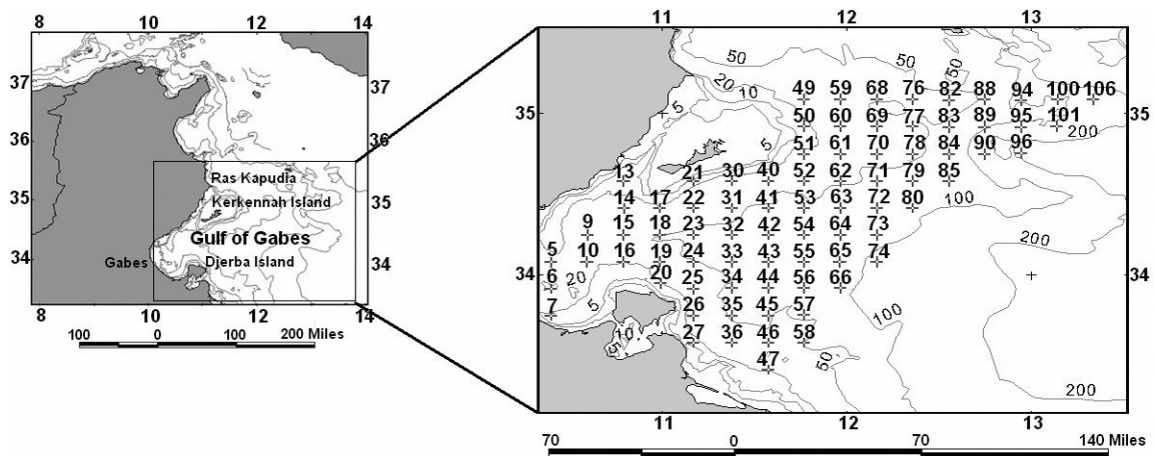 8 10 12 14
37 37
36 36
35 35
34 34
8 10 12 14
Ras Kapudia
Kerkennah Island
Gulf of Gabes
Gabes Djerba Island
100 0 100 200 Miles
11 12 13
35 35
34 34
11 12 13
50 50 50
20 10
5 5
49 59 68 76 82 88 94 100 106
50 60 69 77 83 89 95 101
200
51 61 70 78 84 90 96
13 21 30 40 52 62 71 79 85
14 17 22 31 41 53 63 72 80
100
9 15 18 23 32 42 54 64 73
200
5 10 16 19 24 33 43 55 65 74
6 20 20 25 34 44 56 66
7 5 26 35 45 57
100
10 27 36 46 58
5
47 50
200
70 0 70 140 Miles